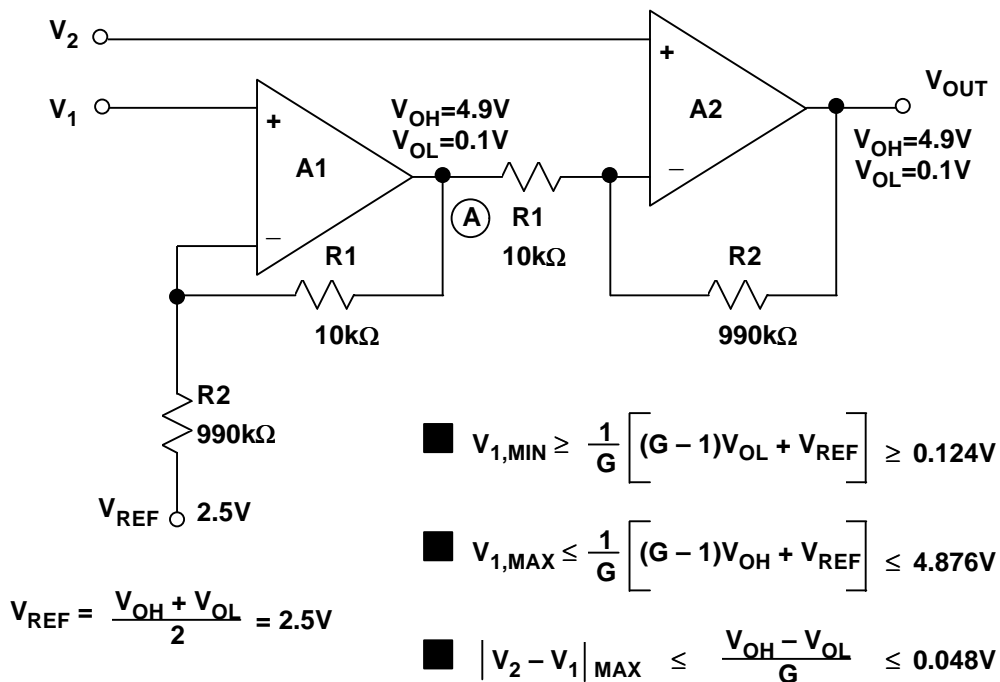 V2
V1
+
A1
−
VOH=4.9V
VOL=0.1V
A
R1
10kΩ
R1
10kΩ
+
A2
−
VOUT
VOH=4.9V
VOL=0.1V
R2
990kΩ
R2
990kΩ
VREF 2.5V
VREF = (VOH + VOL) / 2 = 2.5V
V1,MIN ≥ 1/G [(G – 1)VOL + VREF] ≥ 0.124V
V1,MAX ≤ 1/G [(G – 1)VOH + VREF] ≤ 4.876V
|V2 – V1| MAX ≤ (VOH – VOL) / G ≤ 0.048V